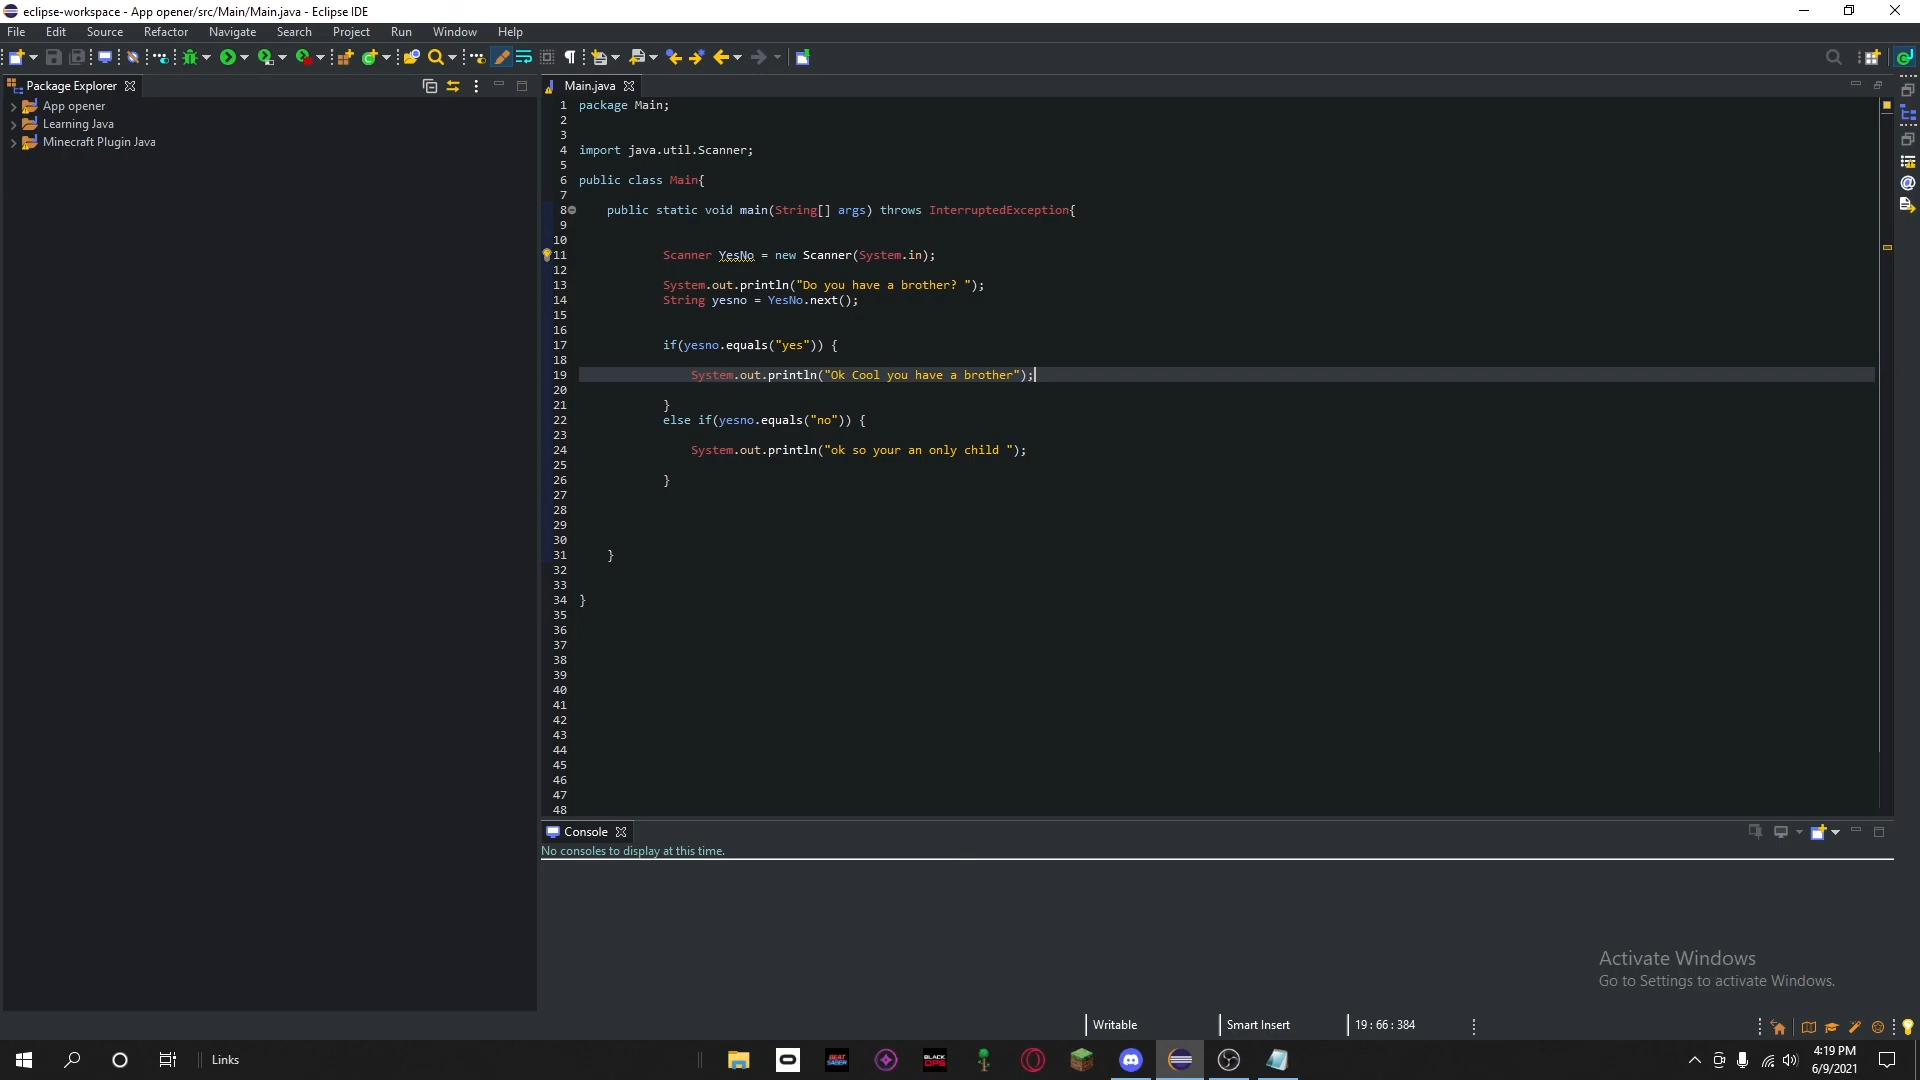 eclipse-workspace - App opener/src/Main/Main.java - Eclipse IDE
File Edit Source Refactor Navigate Search Project Run Window Help
Package Explorer
App opener
Learning Java
Minecraft Plugin Java
Main.java
1 package Main;
2
3
4 import java.util.Scanner;
5
6 public class Main{
7
8 public static void main(String[] args) throws InterruptedException{
9
10
11 Scanner YesNo = new Scanner(System.in);
12
13 System.out.println("Do you have a brother? ");
14 String yesno = YesNo.next();
15
16
17 if(yesno.equals("yes")) {
18
19 System.out.println("Ok Cool you have a brother");
20
21 }
22 else if(yesno.equals("no")) {
23
24 System.out.println("ok so your an only child ");
25
26 }
27
28
29
30
31 }
32
33
34 }
35
36
37
38
39
40
41
42
43
44
45
46
47
48
Console
No consoles to display at this time.
Activate Windows
Go to Settings to activate Windows.
Writable Smart Insert 19 : 66 : 384
Links
BEAT SABER
BLACK OPS
4:19 PM
6/9/2021